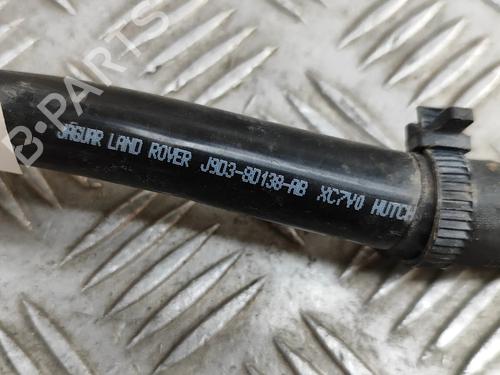 B-PARTS
JAGUAR LAND ROVER J9D3-8D138-AB XC7V0 HUTCH